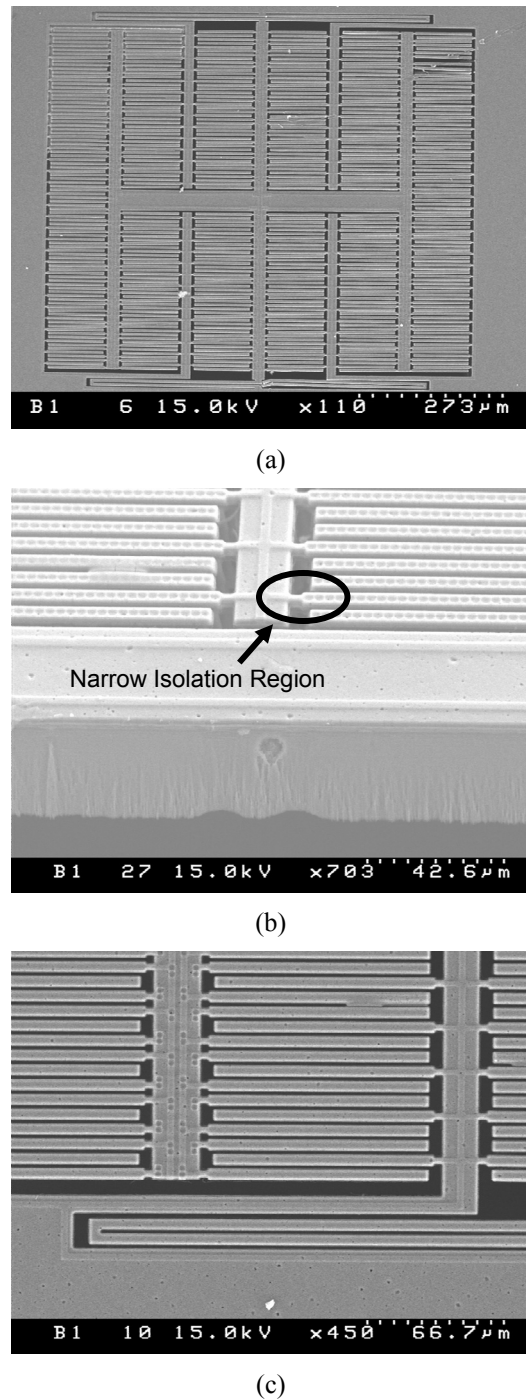 B1 6 15.0kV x110 273µm
(a)
Narrow Isolation Region
B1 27 15.0kV x703 42.6µm
(b)
B1 10 15.0kV x450 66.7µm
(c)